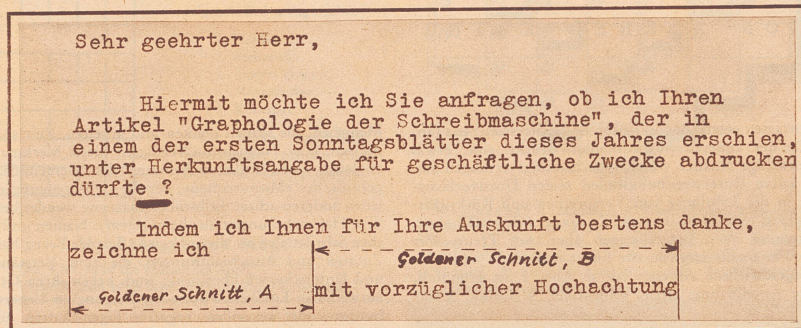 Sehr geehrter Herr,
Hiermit möchte ich Sie anfragen, ob ich Ihren
Artikel "Graphologie der Schreibmaschine", der in
einem der ersten Sonntagsblätter dieses Jahres erschien,
unter Herkunftsangabe für geschäftliche Zwecke abdrucken
dürfte ?
Indem ich Ihnen für Ihre Auskunft bestens danke,
zeichne ich
Goldener Schnitt, B
Goldener Schnitt, A
mit vorzüglicher Hochachtung